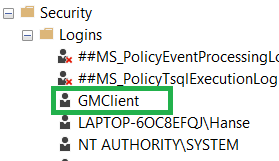 Security
Logins
##MS_PolicyEventProcessingLo
##MS_PolicyTsqlExecutionLog
GMClient
LAPTOP-6OC8EFQJ\Hanse
NT AUTHORITY\SYSTEM